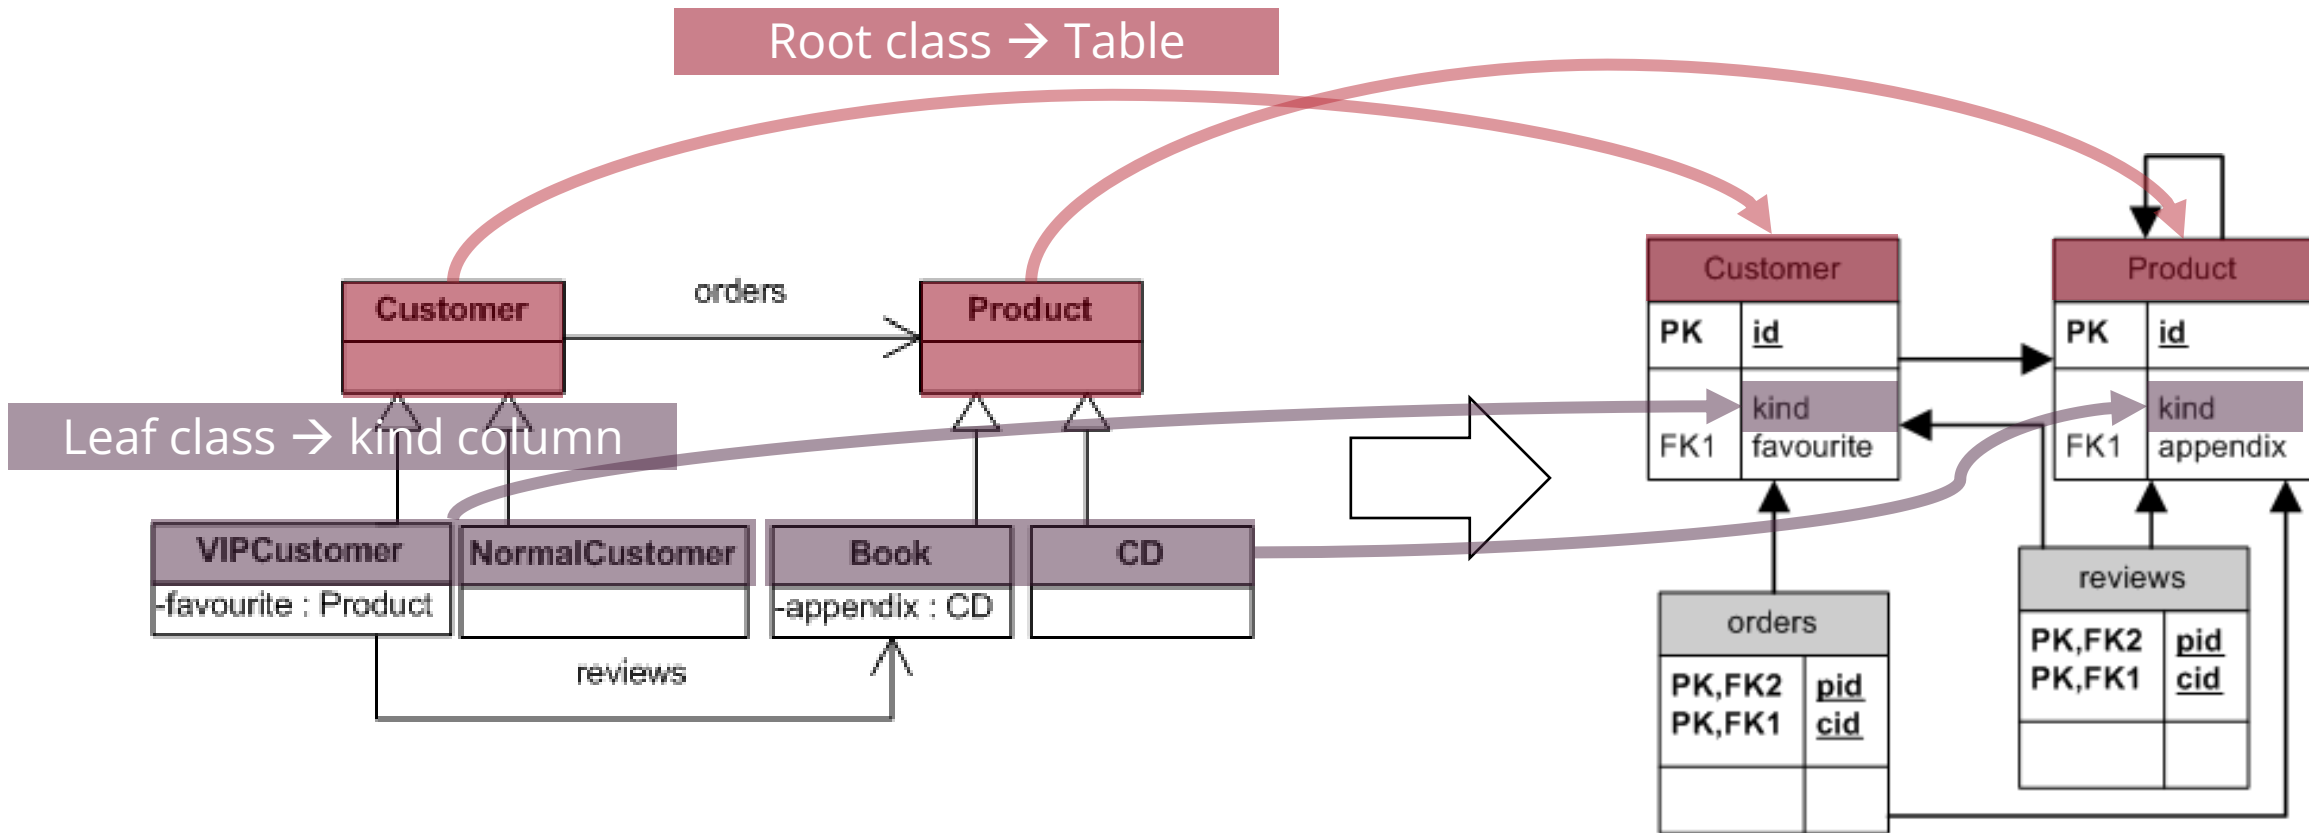 Root class → Table
Customer
orders
Product
Leaf class → kind column
VIPCustomer
-favourite : Product
NormalCustomer
Book
-appendix : CD
CD
reviews
Customer
PK id
kind
FK1 favourite
Product
PK id
kind
FK1 appendix
orders
PK,FK2 pid
PK,FK1 cid
reviews
PK,FK2 pid
PK,FK1 cid